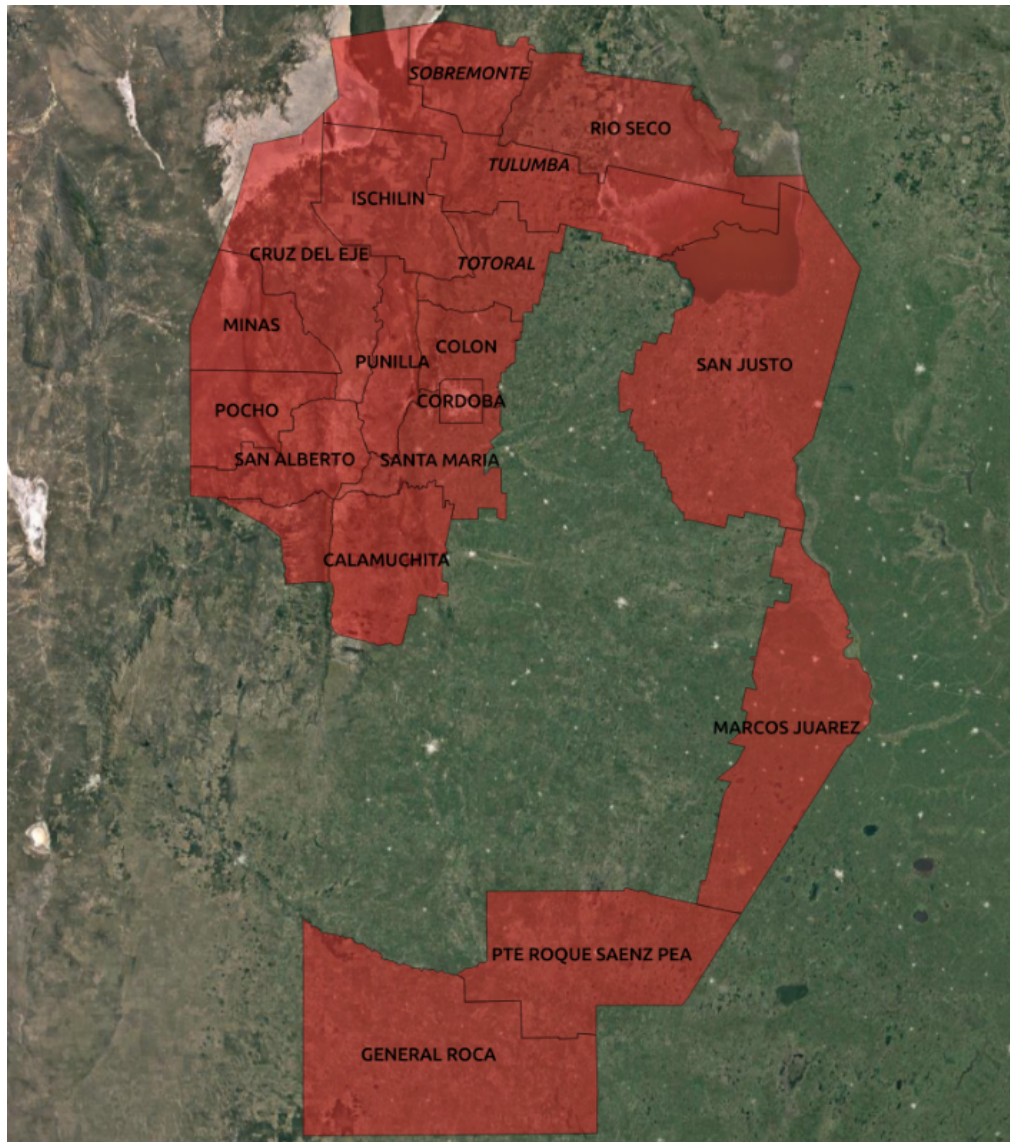 SOBREMONTE
RIO SECO
TULUMBA
ISCHILIN
CRUZ DEL EJE
TOTORAL
MINAS
COLON
PUNILLA
SAN JUSTO
CORDOBA
POCHO
SAN ALBERTO
SANTA MARIA
CALAMUCHITA
MARCOS JUAREZ
PTE ROQUE SAENZ PEA
GENERAL ROCA